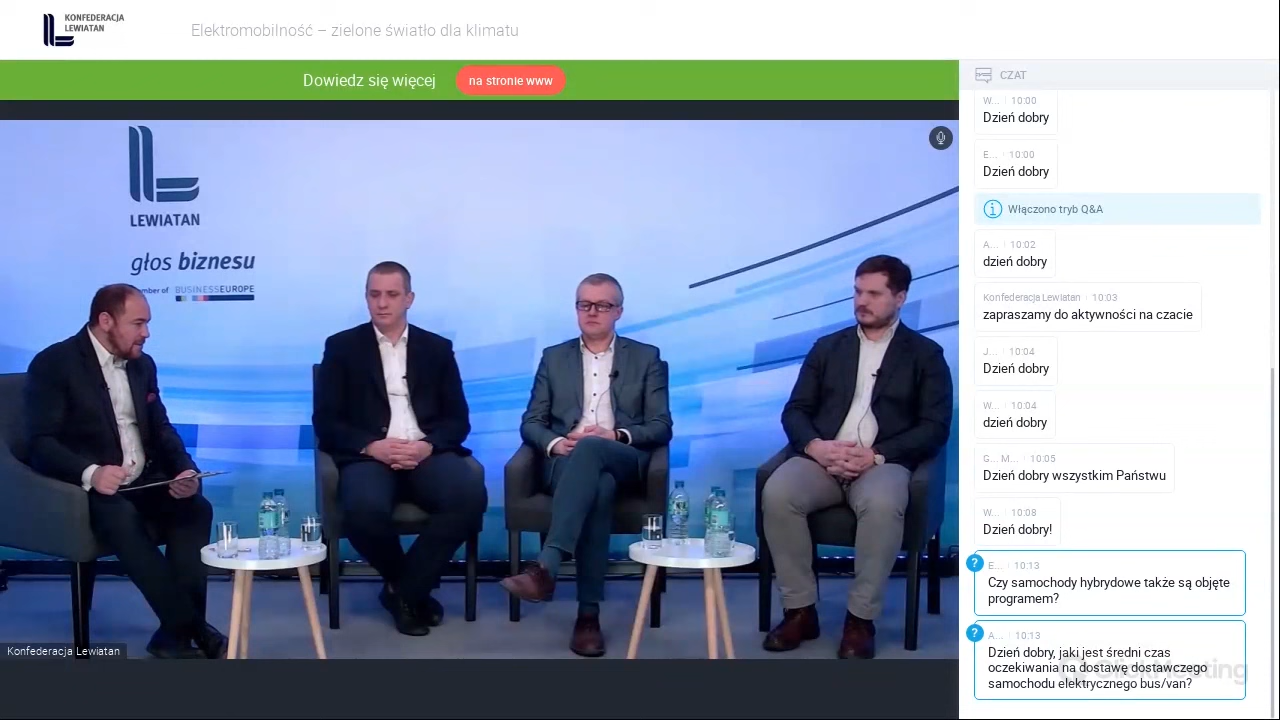 KONFEDERACJA
LEWIATAN
Elektromobilność – zielone światło dla klimatu
Dowiedz się więcej
na stronie www
LEWIATAN
głos biznesu
mber of BUSINESSEUROPE
Konfederacja Lewiatan
CZAT
W... 10:00
Dzień dobry
E... 10:00
Dzień dobry
Włączono tryb Q&A
A... 10:02
dzień dobry
Konfederacja Lewiatan 10:03
zapraszamy do aktywności na czacie
J... 10:04
Dzień dobry
W... 10:04
dzień dobry
G... M... 10:05
Dzień dobry wszystkim Państwu
W... 10:08
Dzień dobry!
? E... 10:13
Czy samochody hybrydowe także są objęte
programem?
? A... 10:13
Dzień dobry, jaki jest średni czas
oczekiwania na dostawę dostawczego
samochodu elektrycznego bus/van?
ClickMeeting